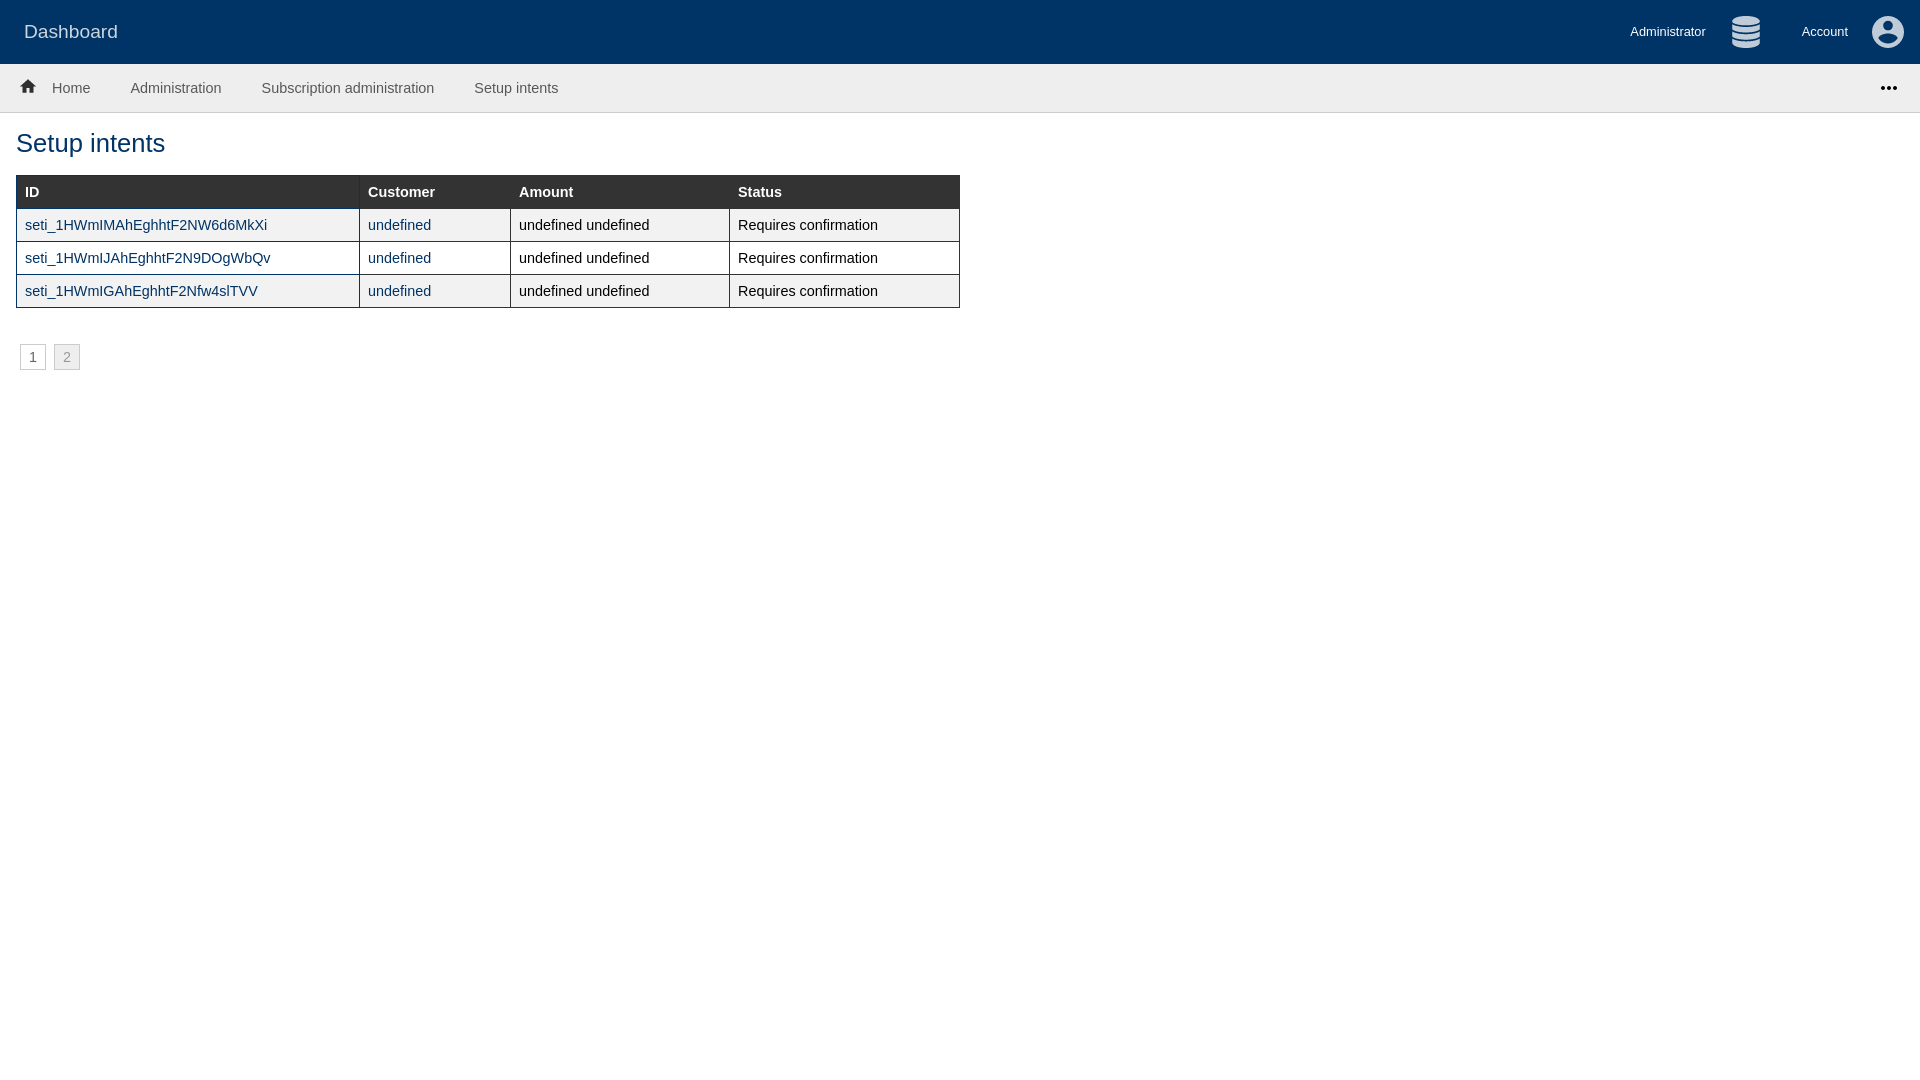 Dashboard Administrator Account
Home Administration Subscription administration Setup intents
Setup intents
ID Customer Amount Status
seti_1HWmIMAhEghhtF2NW6d6MkXi undefined undefined undefined Requires confirmation
seti_1HWmIJAhEghhtF2N9DOgWbQv undefined undefined undefined Requires confirmation
seti_1HWmIGAhEghhtF2Nfw4slTVV undefined undefined undefined Requires confirmation
1 2